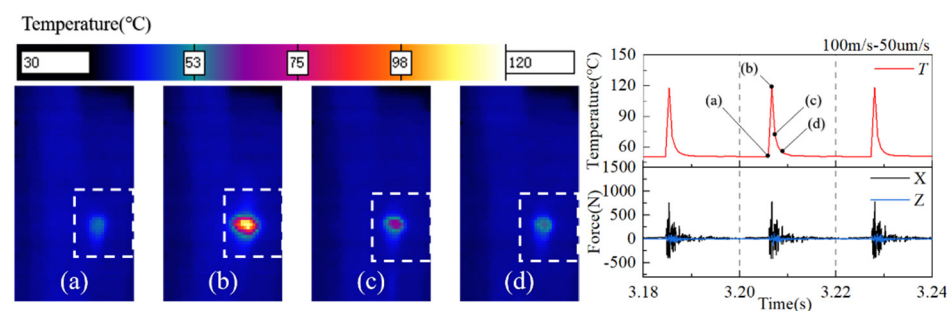 Temperature(℃)
30
53
75
98
120
(a)
(b)
(c)
(d)
100m/s-50um/s
Temperature(℃)
150
120
90
60
T
(a)
(b)
(c)
(d)
Force(N)
1500
1000
500
0
-500
X
Z
3.18
3.20
3.22
3.24
Time(s)